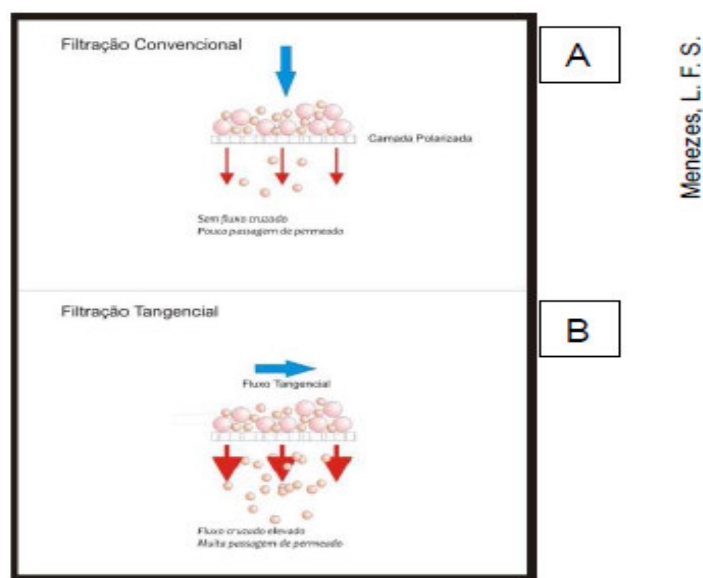 Filtração Convencional
A
Camada Polarizada
Sem fluxo cruzado
Pouca passagem de permeado
Filtração Tangencial
B
Fluxo Tangencial
Fluxo cruzado elevado
Muita passagem de permeado
Menezes, L. F. S.